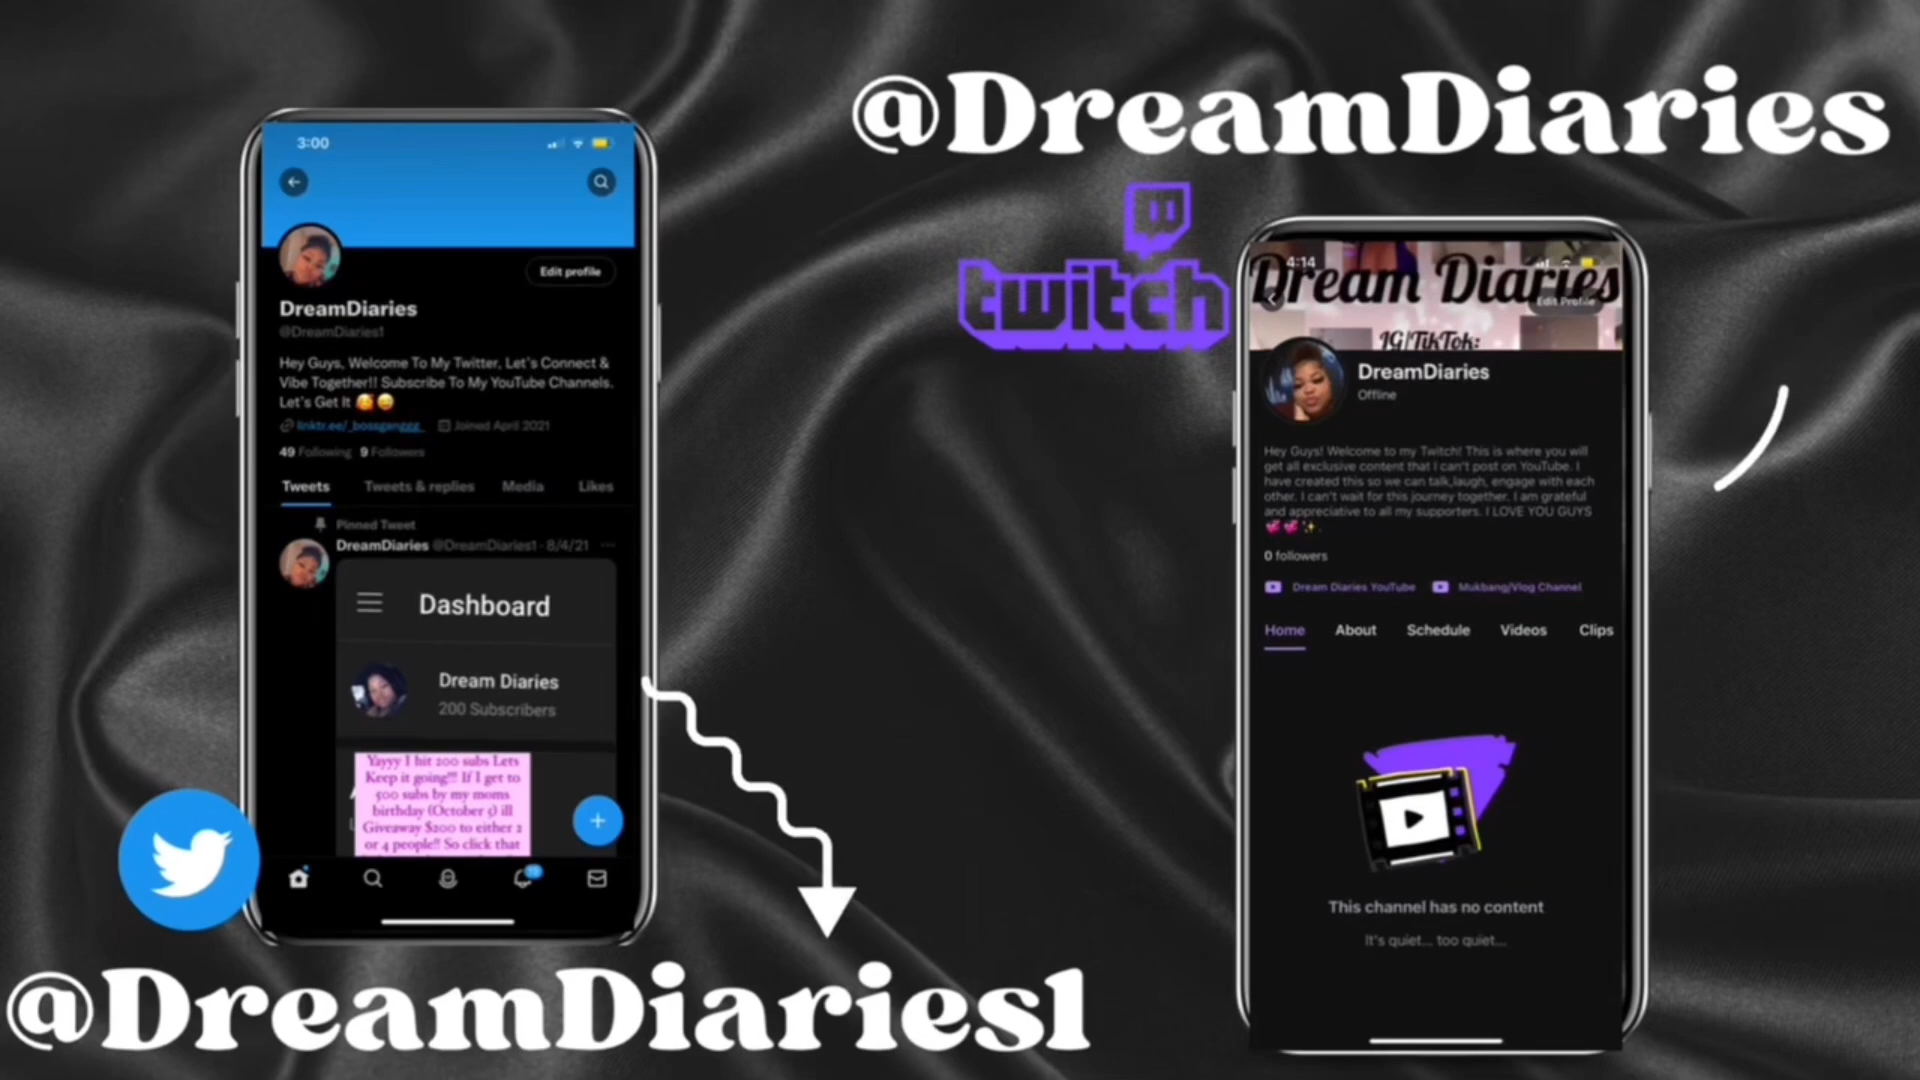 @DreamDiaries
twitch
3:00
Edit profile
DreamDiaries
@DreamDiaries1
Hey Guys, Welcome To My Twitter, Let's Connect &
Vibe Together!! Subscribe To My YouTube Channels.
Let's Get It 🥰😄
linktr.ee/_bossganggg_ Joined April 2021
49 Following 9 Followers
Tweets Tweets & replies Media Likes
Pinned Tweet
DreamDiaries @DreamDiaries1 · 8/4/21
Dashboard
Dream Diaries
200 Subscribers
Yayyy I hit 200 subs Lets
Keep it going!!! If I get to
500 subs by my moms
birthday (October 5) ill
Giveaway $200 to either 2
or 4 people!! So click that
@DreamDiaries1
4:14
Dream Diaries
Edit Profile
IG/TikTok:
DreamDiaries
Offline
Hey Guys! Welcome to my Twitch! This is where you will
get all exclusive content that I can't post on YouTube. I
have created this so we can talk,laugh, engage with each
other. I can't wait for this journey together. I am grateful
and appreciative to all my supporters. I LOVE YOU GUYS
💞💞✨
0 followers
Dream Diaries YouTube Mukbang/Vlog Channel
Home About Schedule Videos Clips
This channel has no content
It's quiet... too quiet...